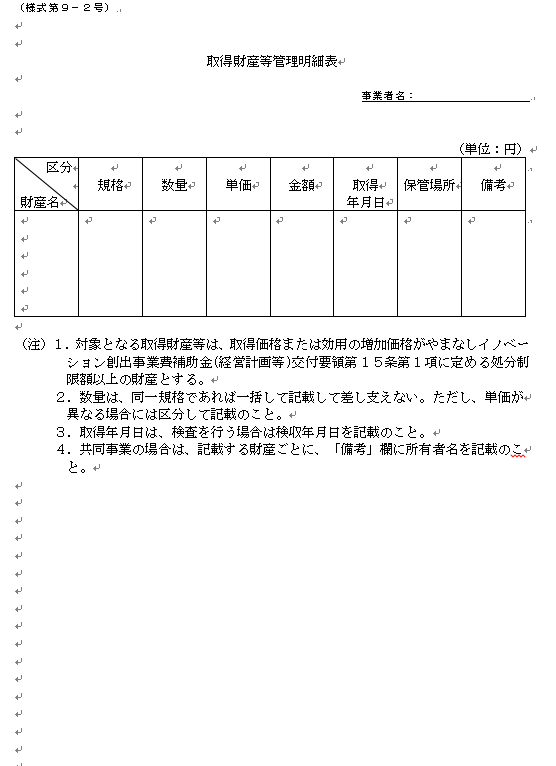 （様式第９－２号）
取得財産等管理明細表
事業者名：
（単位：円）
区分
財産名
規格
数量
単価
金額
取得
年月日
保管場所
備考
（注）１．対象となる取得財産等は、取得価格または効用の増加価格がやまなしイノベー
ション創出事業費補助金(経営計画等)交付要領第１５条第１項に定める処分制
限額以上の財産とする。
２．数量は、同一規格であれば一括して記載して差し支えない。ただし、単価が
異なる場合には区分して記載のこと。
３．取得年月日は、検査を行う場合は検収年月日を記載のこと。
４．共同事業の場合は、記載する財産ごとに、「備考」欄に所有者名を記載のこ
と。